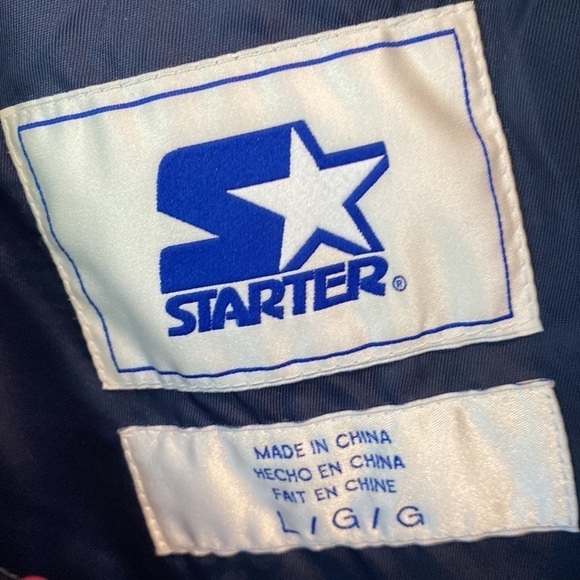 STARTER®
MADE IN CHINA
HECHO EN CHINA
FAIT EN CHINE
L/G/G